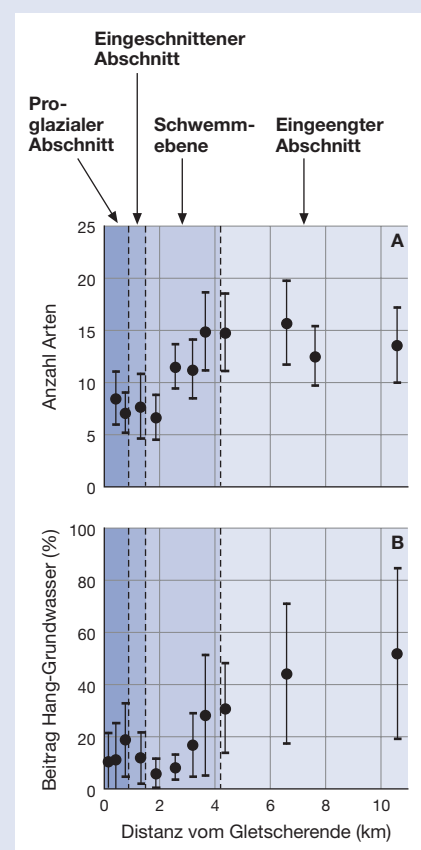 Eingeschnittener
Abschnitt
Pro-
glazialer
Abschnitt
Schwemm-
ebene
Eingeengter
Abschnitt
A
25
20
15
10
5
0
Anzahl Arten
B
100
80
60
40
20
0
Beitrag Hang-Grundwasser (%)
0 2 4 6 8 10
Distanz vom Gletscherende (km)